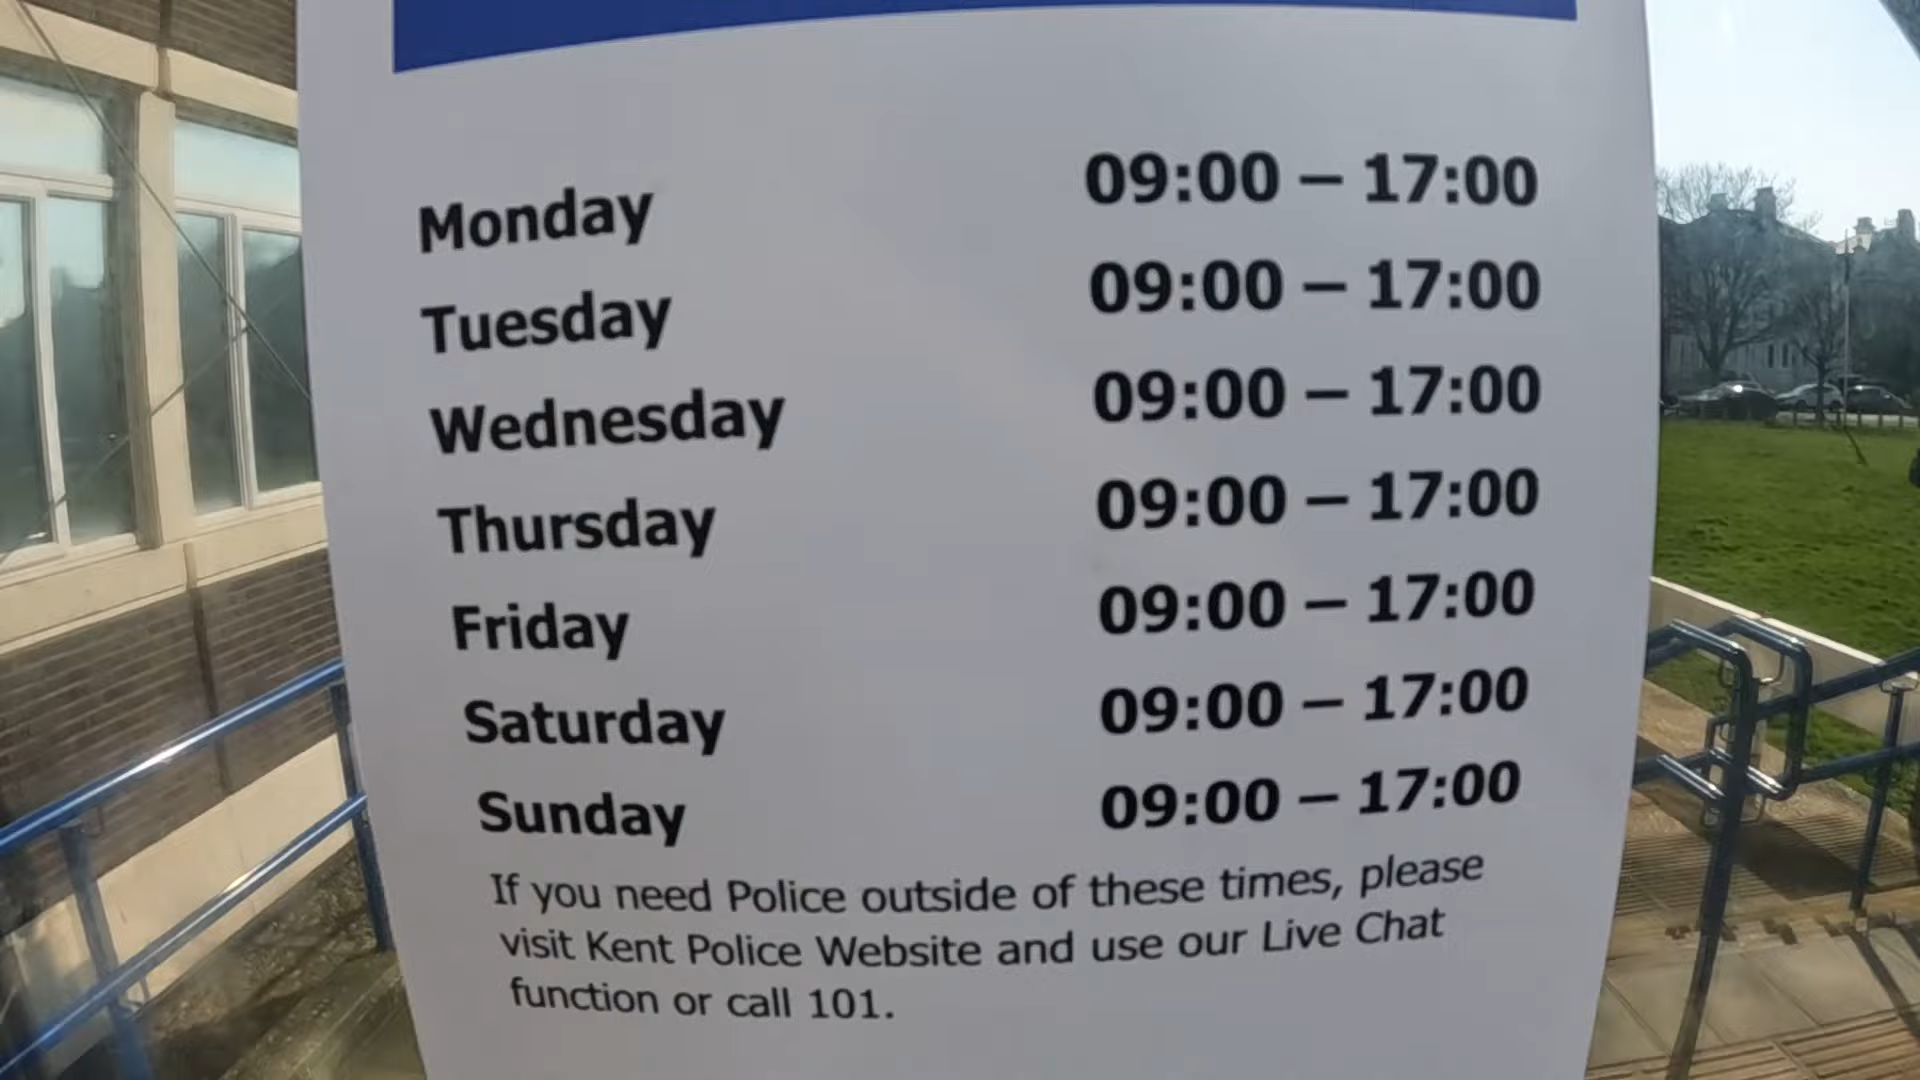 Monday 09:00 – 17:00
Tuesday 09:00 – 17:00
Wednesday 09:00 – 17:00
Thursday 09:00 – 17:00
Friday 09:00 – 17:00
Saturday 09:00 – 17:00
Sunday 09:00 – 17:00
If you need Police outside of these times, please
visit Kent Police Website and use our Live Chat
function or call 101.